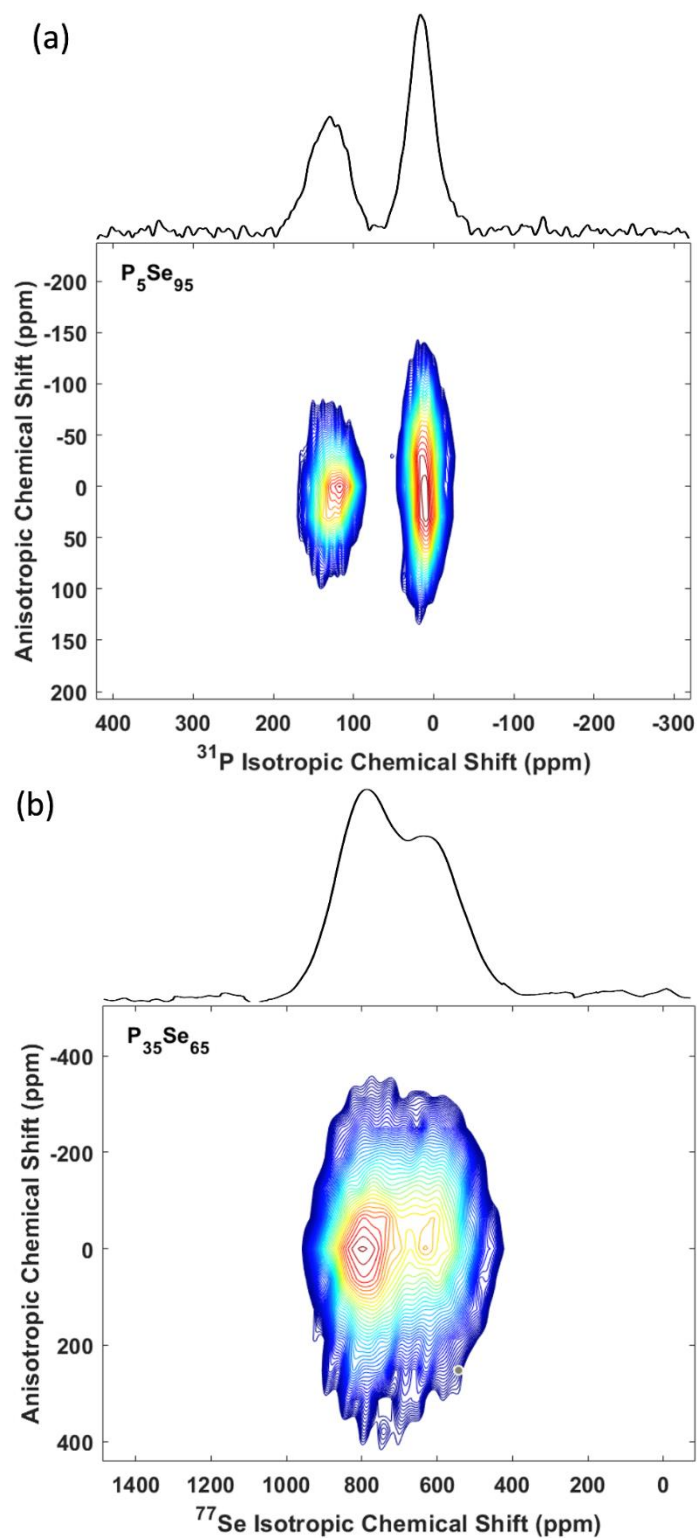 (a)
P₅Se₉₅
-200
-150
-100
-50
0
50
100
150
200
Anisotropic Chemical Shift (ppm)
400 300 200 100 0 -100 -200 -300
³¹P Isotropic Chemical Shift (ppm)
(b)
P₃₅Se₆₅
-400
-200
0
200
400
Anisotropic Chemical Shift (ppm)
1400 1200 1000 800 600 400 200 0
⁷⁷Se Isotropic Chemical Shift (ppm)